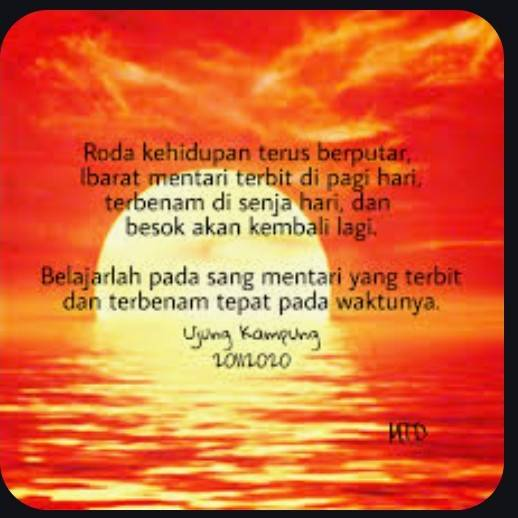 Roda kehidupan terus berputar,
Ibarat mentari terbit di pagi hari,
terbenam di senja hari, dan
besok akan kembali lagi.
Belajarlah pada sang mentari yang terbit
dan terbenam tepat pada waktunya.
Ujung Kampung
20112020